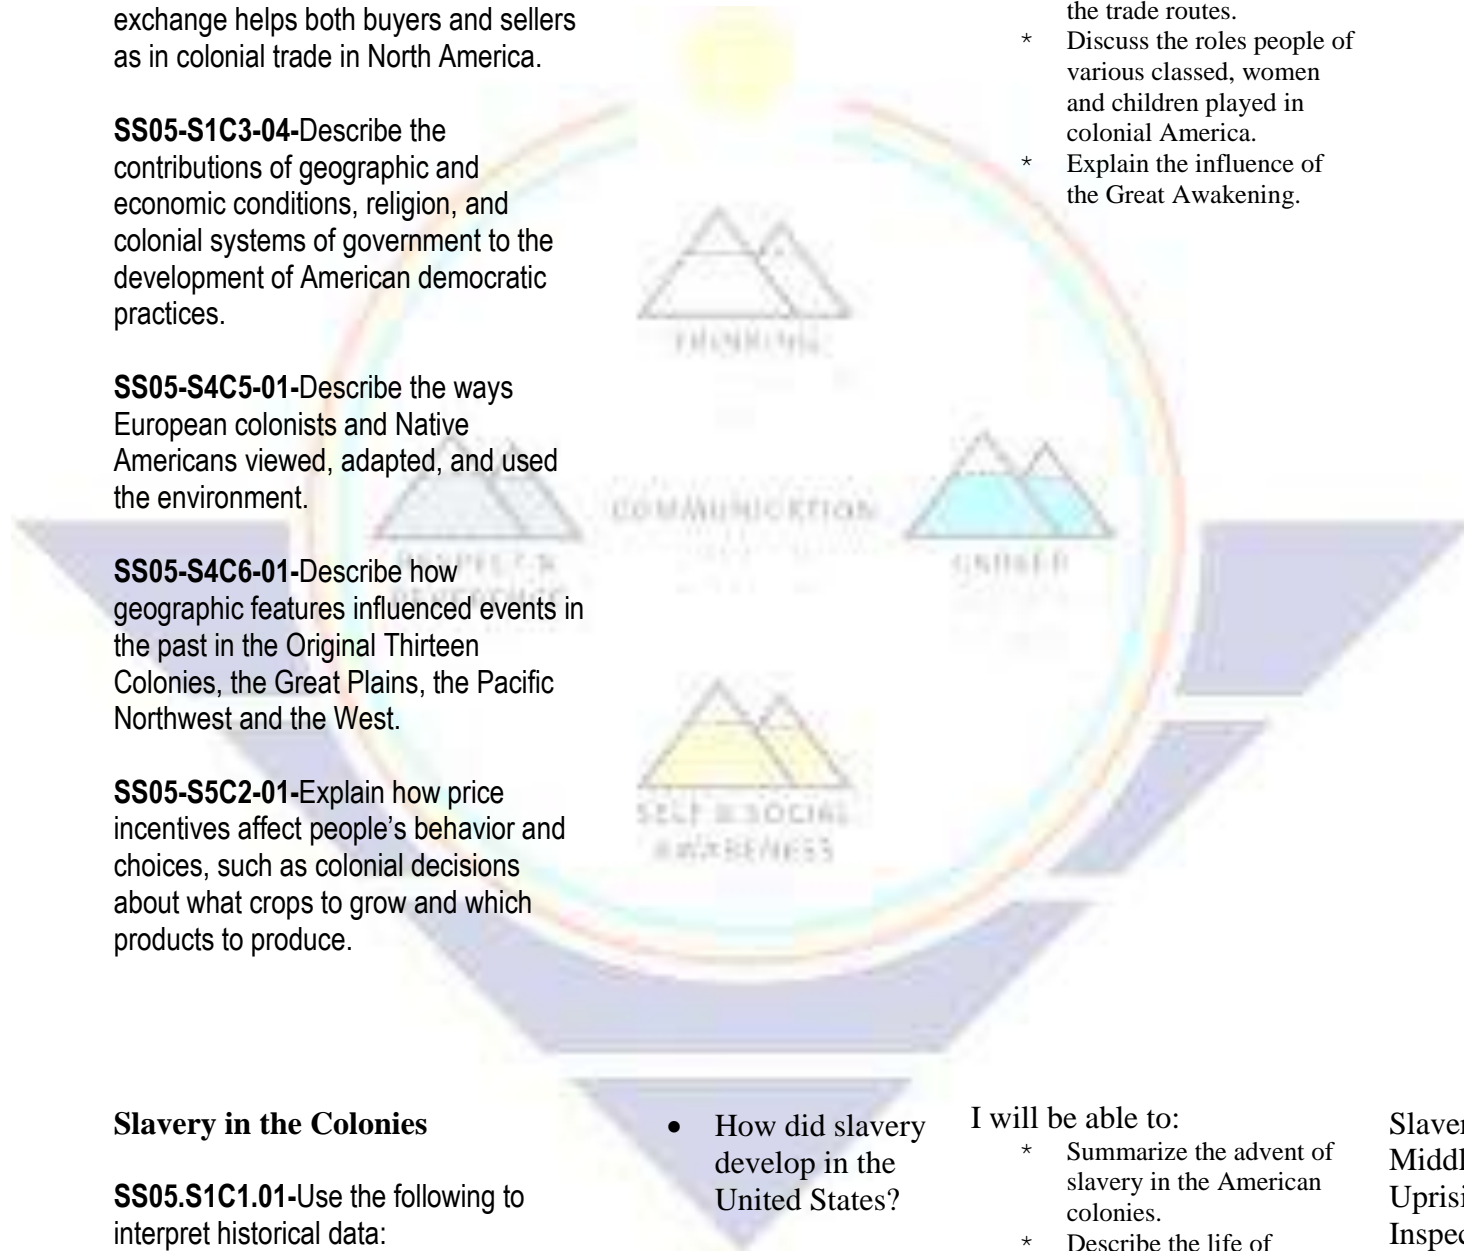 exchange helps both buyers and sellers
as in colonial trade in North America.
SS05-S1C3-04-Describe the
contributions of geographic and
economic conditions, religion, and
colonial systems of government to the
development of American democratic
practices.
SS05-S4C5-01-Describe the ways
European colonists and Native
Americans viewed, adapted, and used
the environment.
SS05-S4C6-01-Describe how
geographic features influenced events in
the past in the Original Thirteen
Colonies, the Great Plains, the Pacific
Northwest and the West.
SS05-S5C2-01-Explain how price
incentives affect people’s behavior and
choices, such as colonial decisions
about what crops to grow and which
products to produce.
the trade routes.
* Discuss the roles people of
various classed, women
and children played in
colonial America.
* Explain the influence of
the Great Awakening.
THINKING
COMMUNICATION
RESPECT &
CAREER
SELF & SOCIAL
AWARENESS
Slavery in the Colonies
SS05.S1C1.01-Use the following to
interpret historical data:
• How did slavery
develop in the
United States?
I will be able to:
* Summarize the advent of
slavery in the American
colonies.
* Describe the life of